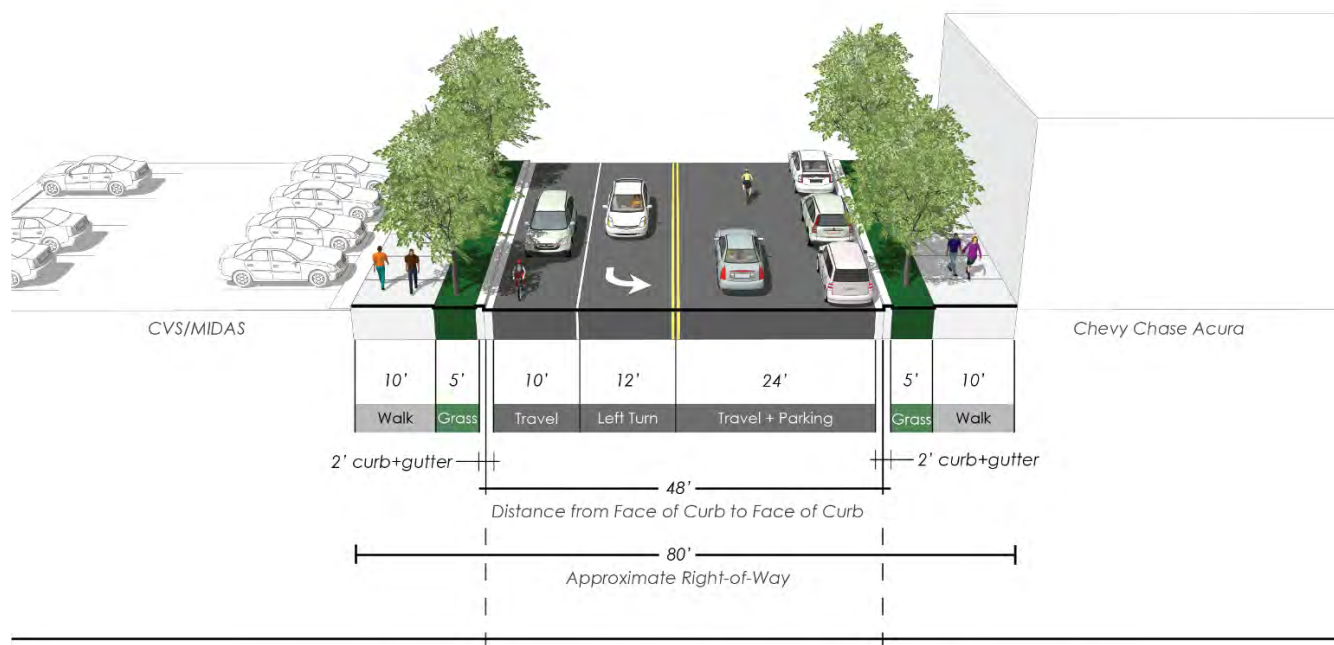 CVS/MIDAS
Chevy Chase Acura
10' 5' 10' 12' 24' 5' 10'
Walk Grass Travel Left Turn Travel + Parking Grass Walk
2' curb+gutter 2' curb+gutter
48'
Distance from Face of Curb to Face of Curb
80'
Approximate Right-of-Way